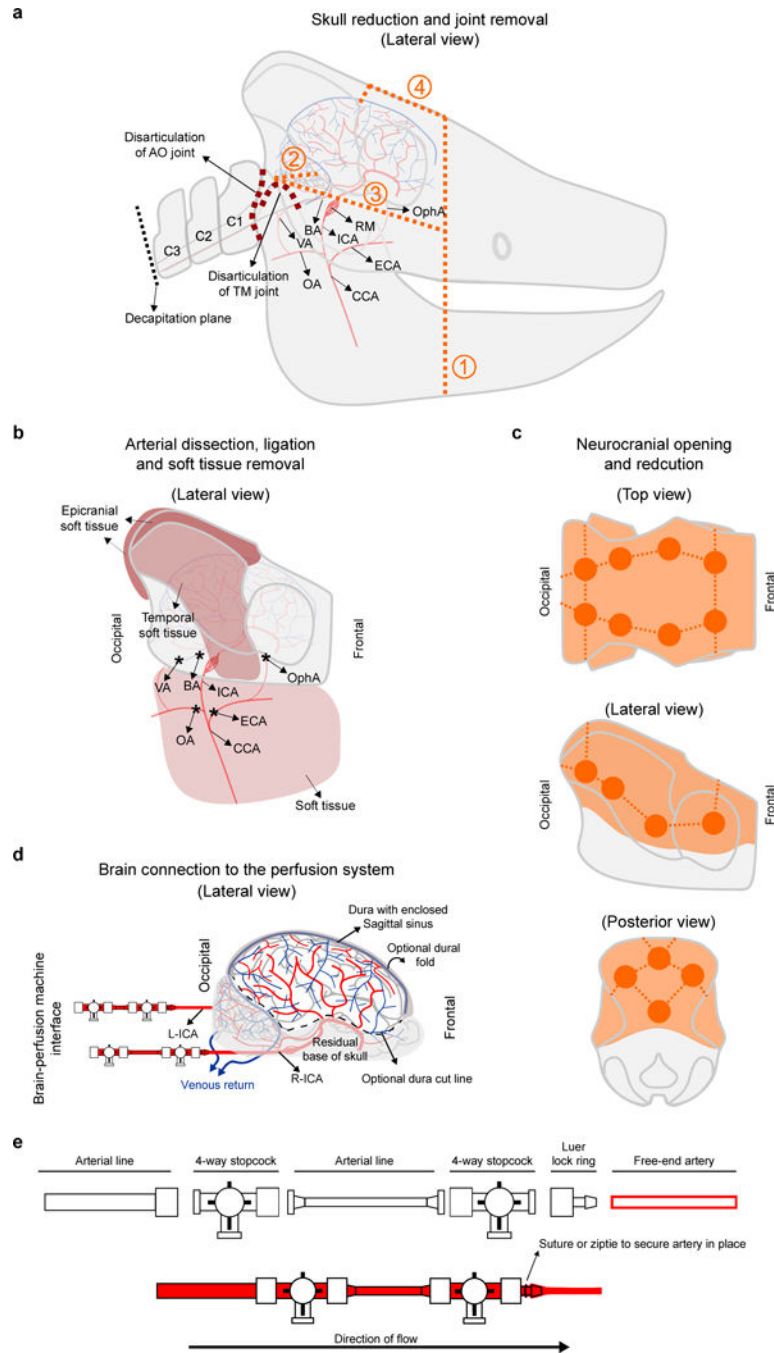 a
Skull reduction and joint removal
(Lateral view)
④
Disarticulation
of AO joint
②
③
OphA
C1
C2
C3
BA
RM
VA
ICA
ECA
Disarticulation
of TM joint
OA
CCA
Decapitation plane
①
b
Arterial dissection, ligation
and soft tissue removal
(Lateral view)
Epicranial
soft tissue
Occipital
Temporal
soft tissue
Frontal
*
*
*
OphA
VA
BA
ICA
*
*
ECA
OA
CCA
Soft tissue
c
Neurocranial opening
and redcution
(Top view)
Occipital
Frontal
(Lateral view)
Occipital
Frontal
(Posterior view)
d
Brain connection to the perfusion system
(Lateral view)
Dura with enclosed
Sagittal sinus
Occipital
Optional dural
fold
Brain-perfusion machine
interface
L-ICA
Frontal
Residual
base of skull
Venous return
R-ICA
Optional dura cut line
e
Arterial line
4-way stopcock
Arterial line
4-way stopcock
Luer
lock ring
Free-end artery
Suture or ziptie to secure artery in place
Direction of flow